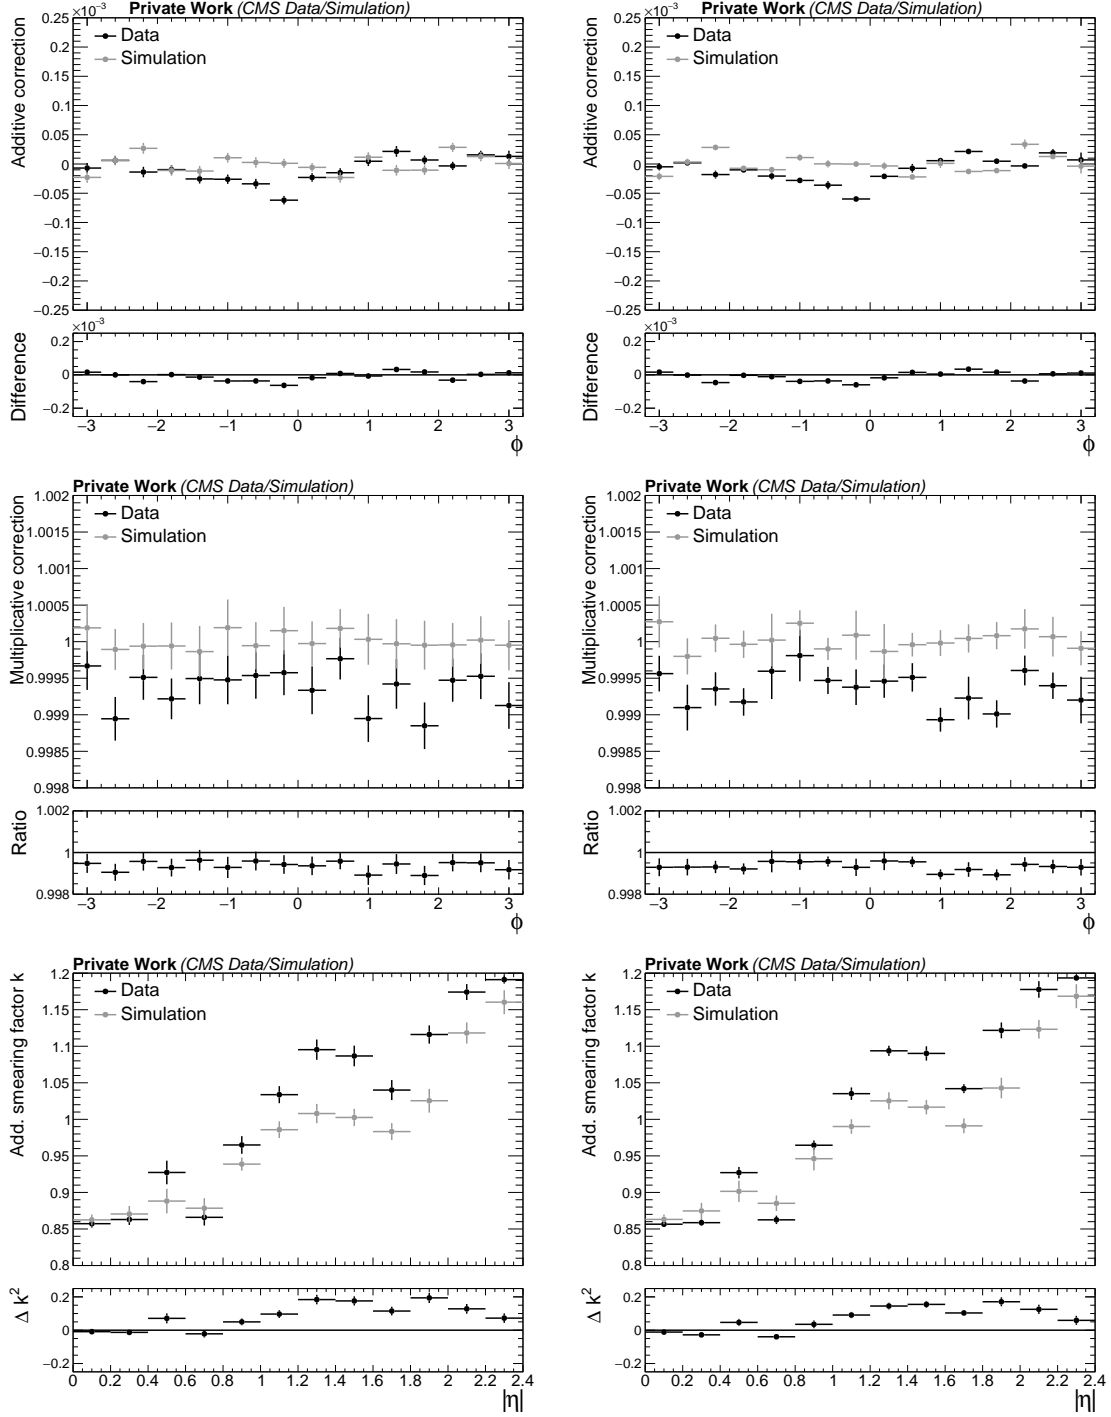 Private Work (CMS Data/Simulation)
×10⁻³
Additive correction
0.25
0.2
0.15
0.1
0.05
0
−0.05
−0.1
−0.15
−0.2
−0.25
Data
Simulation
×10⁻³
Difference
0.2
0
−0.2
−3 −2 −1 0 1 2 3
ϕ
Private Work (CMS Data/Simulation)
×10⁻³
Additive correction
0.25
0.2
0.15
0.1
0.05
0
−0.05
−0.1
−0.15
−0.2
−0.25
Data
Simulation
×10⁻³
Difference
0.2
0
−0.2
−3 −2 −1 0 1 2 3
ϕ
Private Work (CMS Data/Simulation)
Multiplicative correction
1.002
1.0015
1.001
1.0005
1
0.9995
0.999
0.9985
0.998
Data
Simulation
Ratio
1.002
1
0.998
−3 −2 −1 0 1 2 3
ϕ
Private Work (CMS Data/Simulation)
Multiplicative correction
1.002
1.0015
1.001
1.0005
1
0.9995
0.999
0.9985
0.998
Data
Simulation
Ratio
1.002
1
0.998
−3 −2 −1 0 1 2 3
ϕ
Private Work (CMS Data/Simulation)
Add. smearing factor k
1.2
1.15
1.1
1.05
1
0.95
0.9
0.85
0.8
Data
Simulation
Δ k²
0.2
0
−0.2
0 0.2 0.4 0.6 0.8 1 1.2 1.4 1.6 1.8 2 2.2 2.4
|η|
Private Work (CMS Data/Simulation)
Add. smearing factor k
1.2
1.15
1.1
1.05
1
0.95
0.9
0.85
0.8
Data
Simulation
Δ k²
0.2
0
−0.2
0 0.2 0.4 0.6 0.8 1 1.2 1.4 1.6 1.8 2 2.2 2.4
|η|